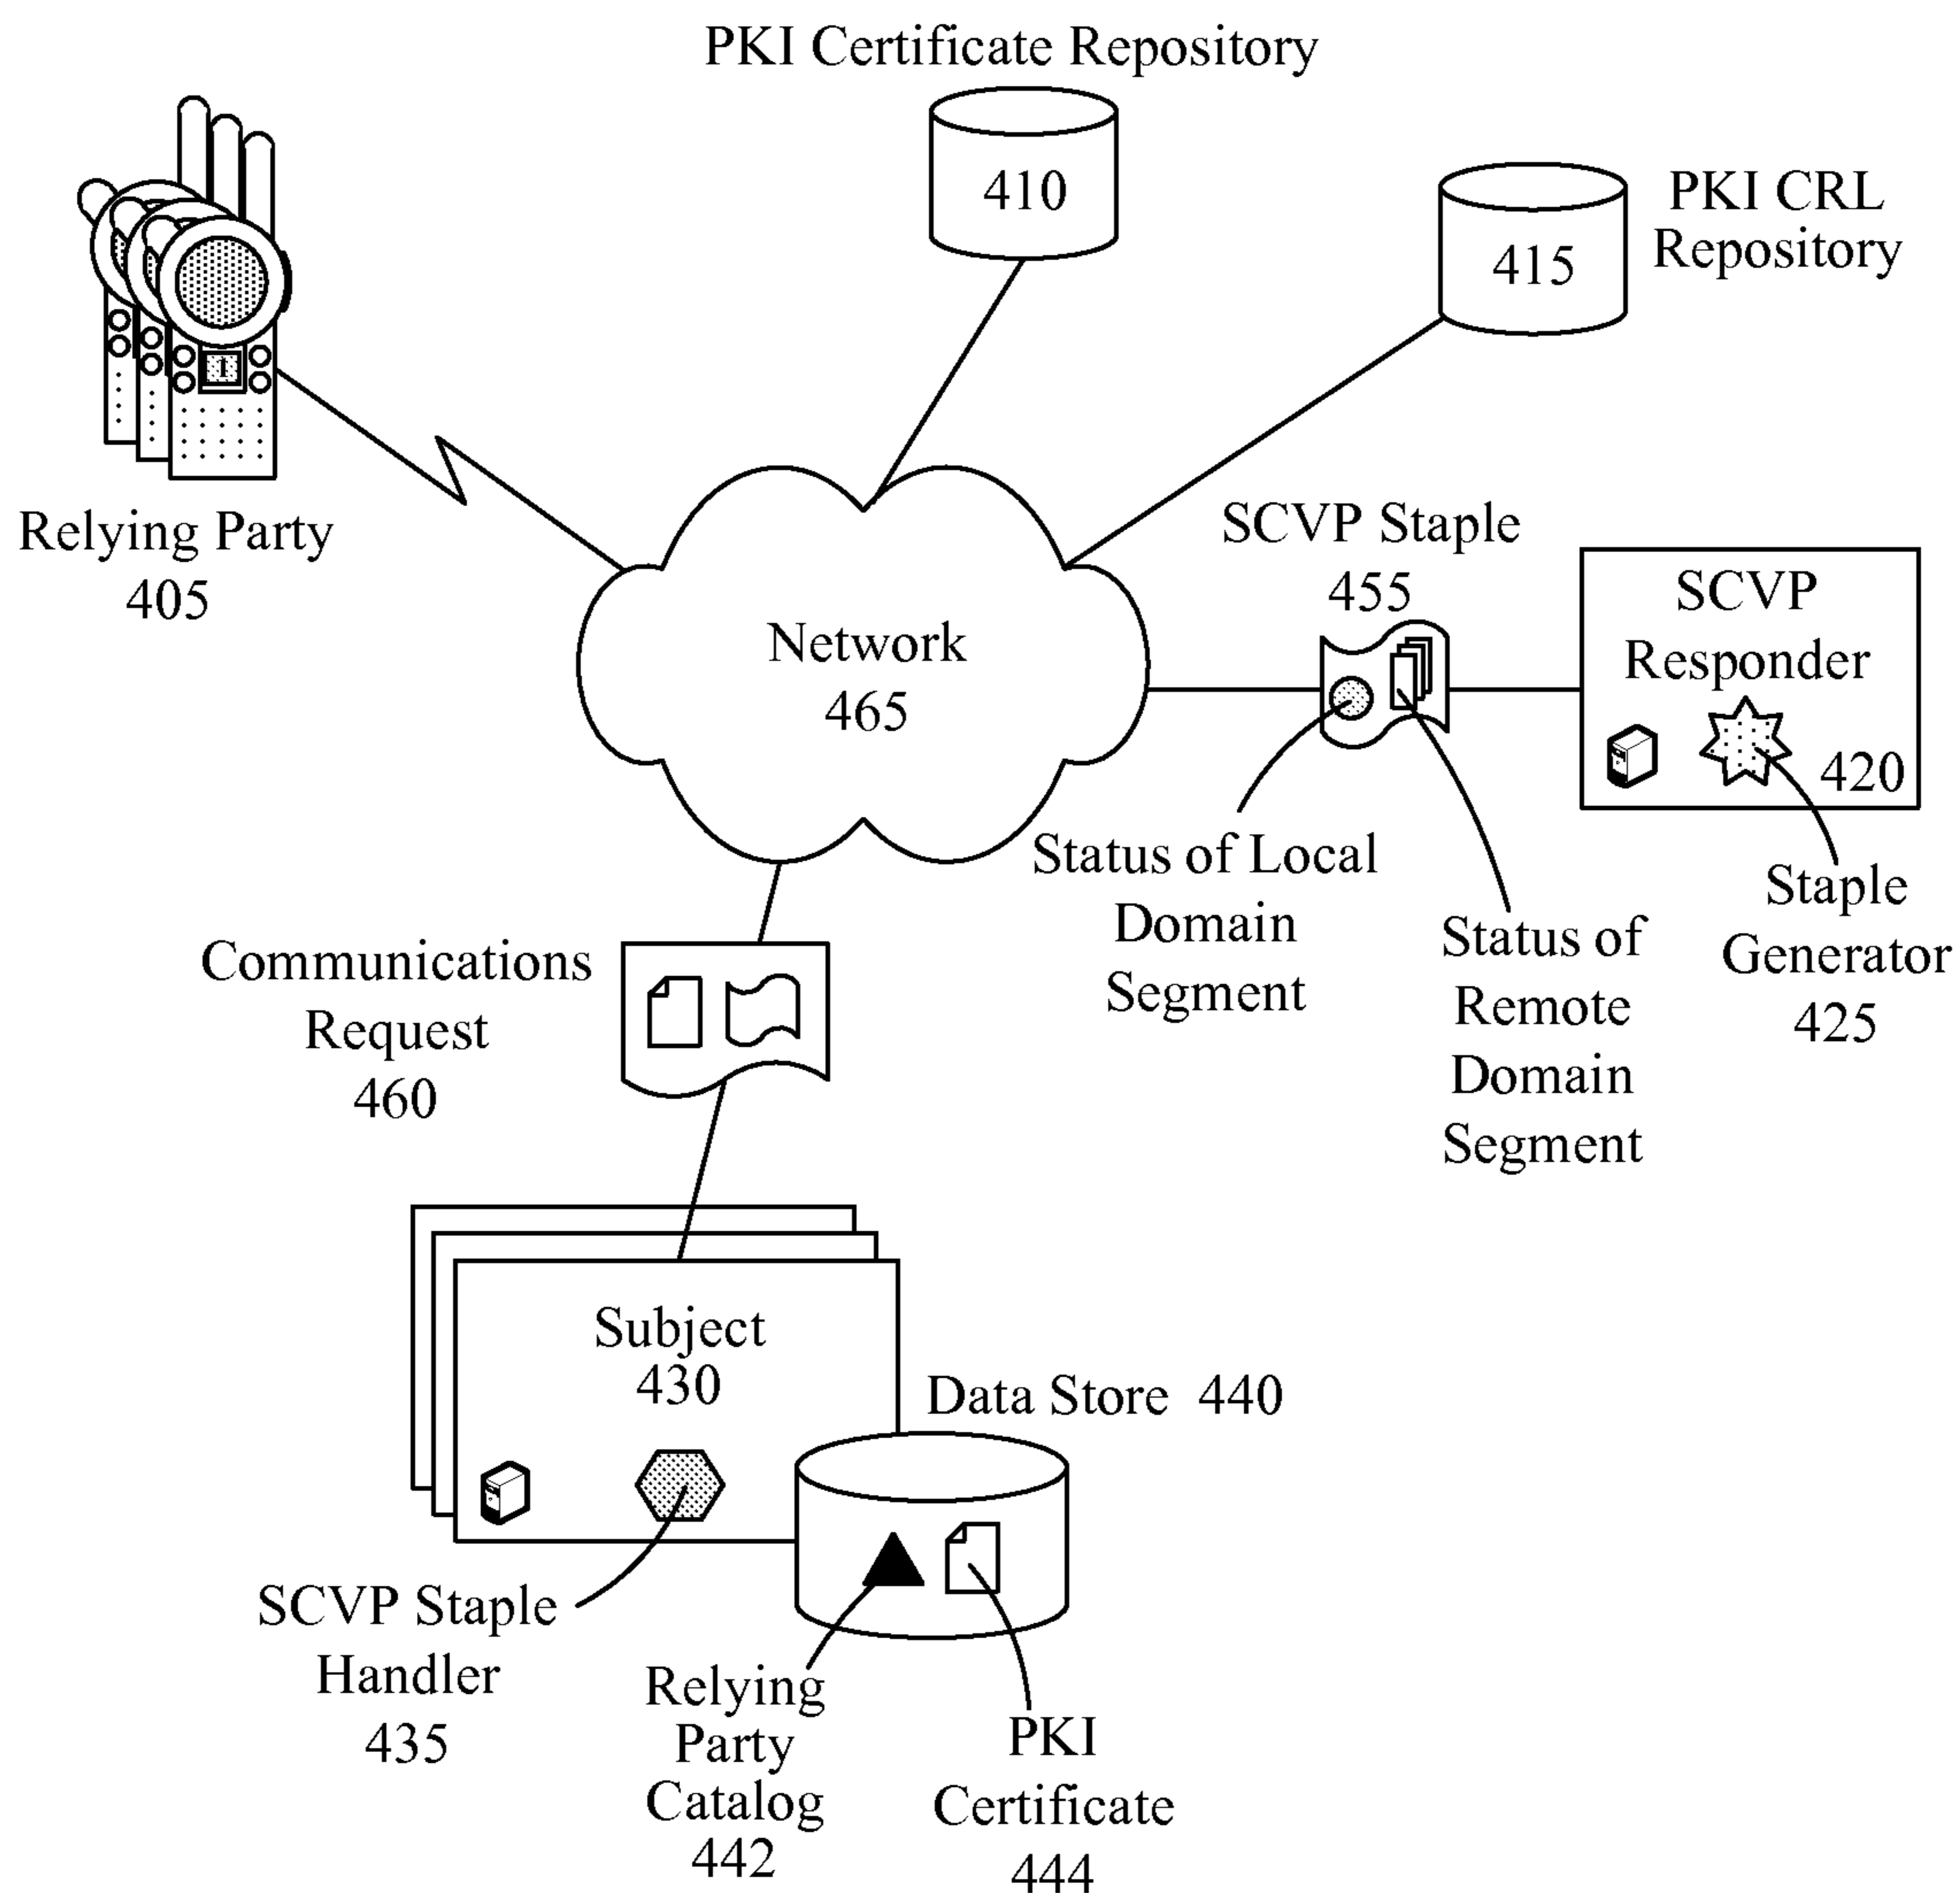 PKI Certificate Repository
410
PKI CRL
Repository
415
Relying Party
405
Network
465
SCVP Staple
455
SCVP
Responder
420
Status of Local
Domain
Segment
Status of
Remote
Domain
Segment
Staple
Generator
425
Communications
Request
460
Subject
430
Data Store 440
SCVP Staple
Handler
435
Relying
Party
Catalog
442
PKI
Certificate
444